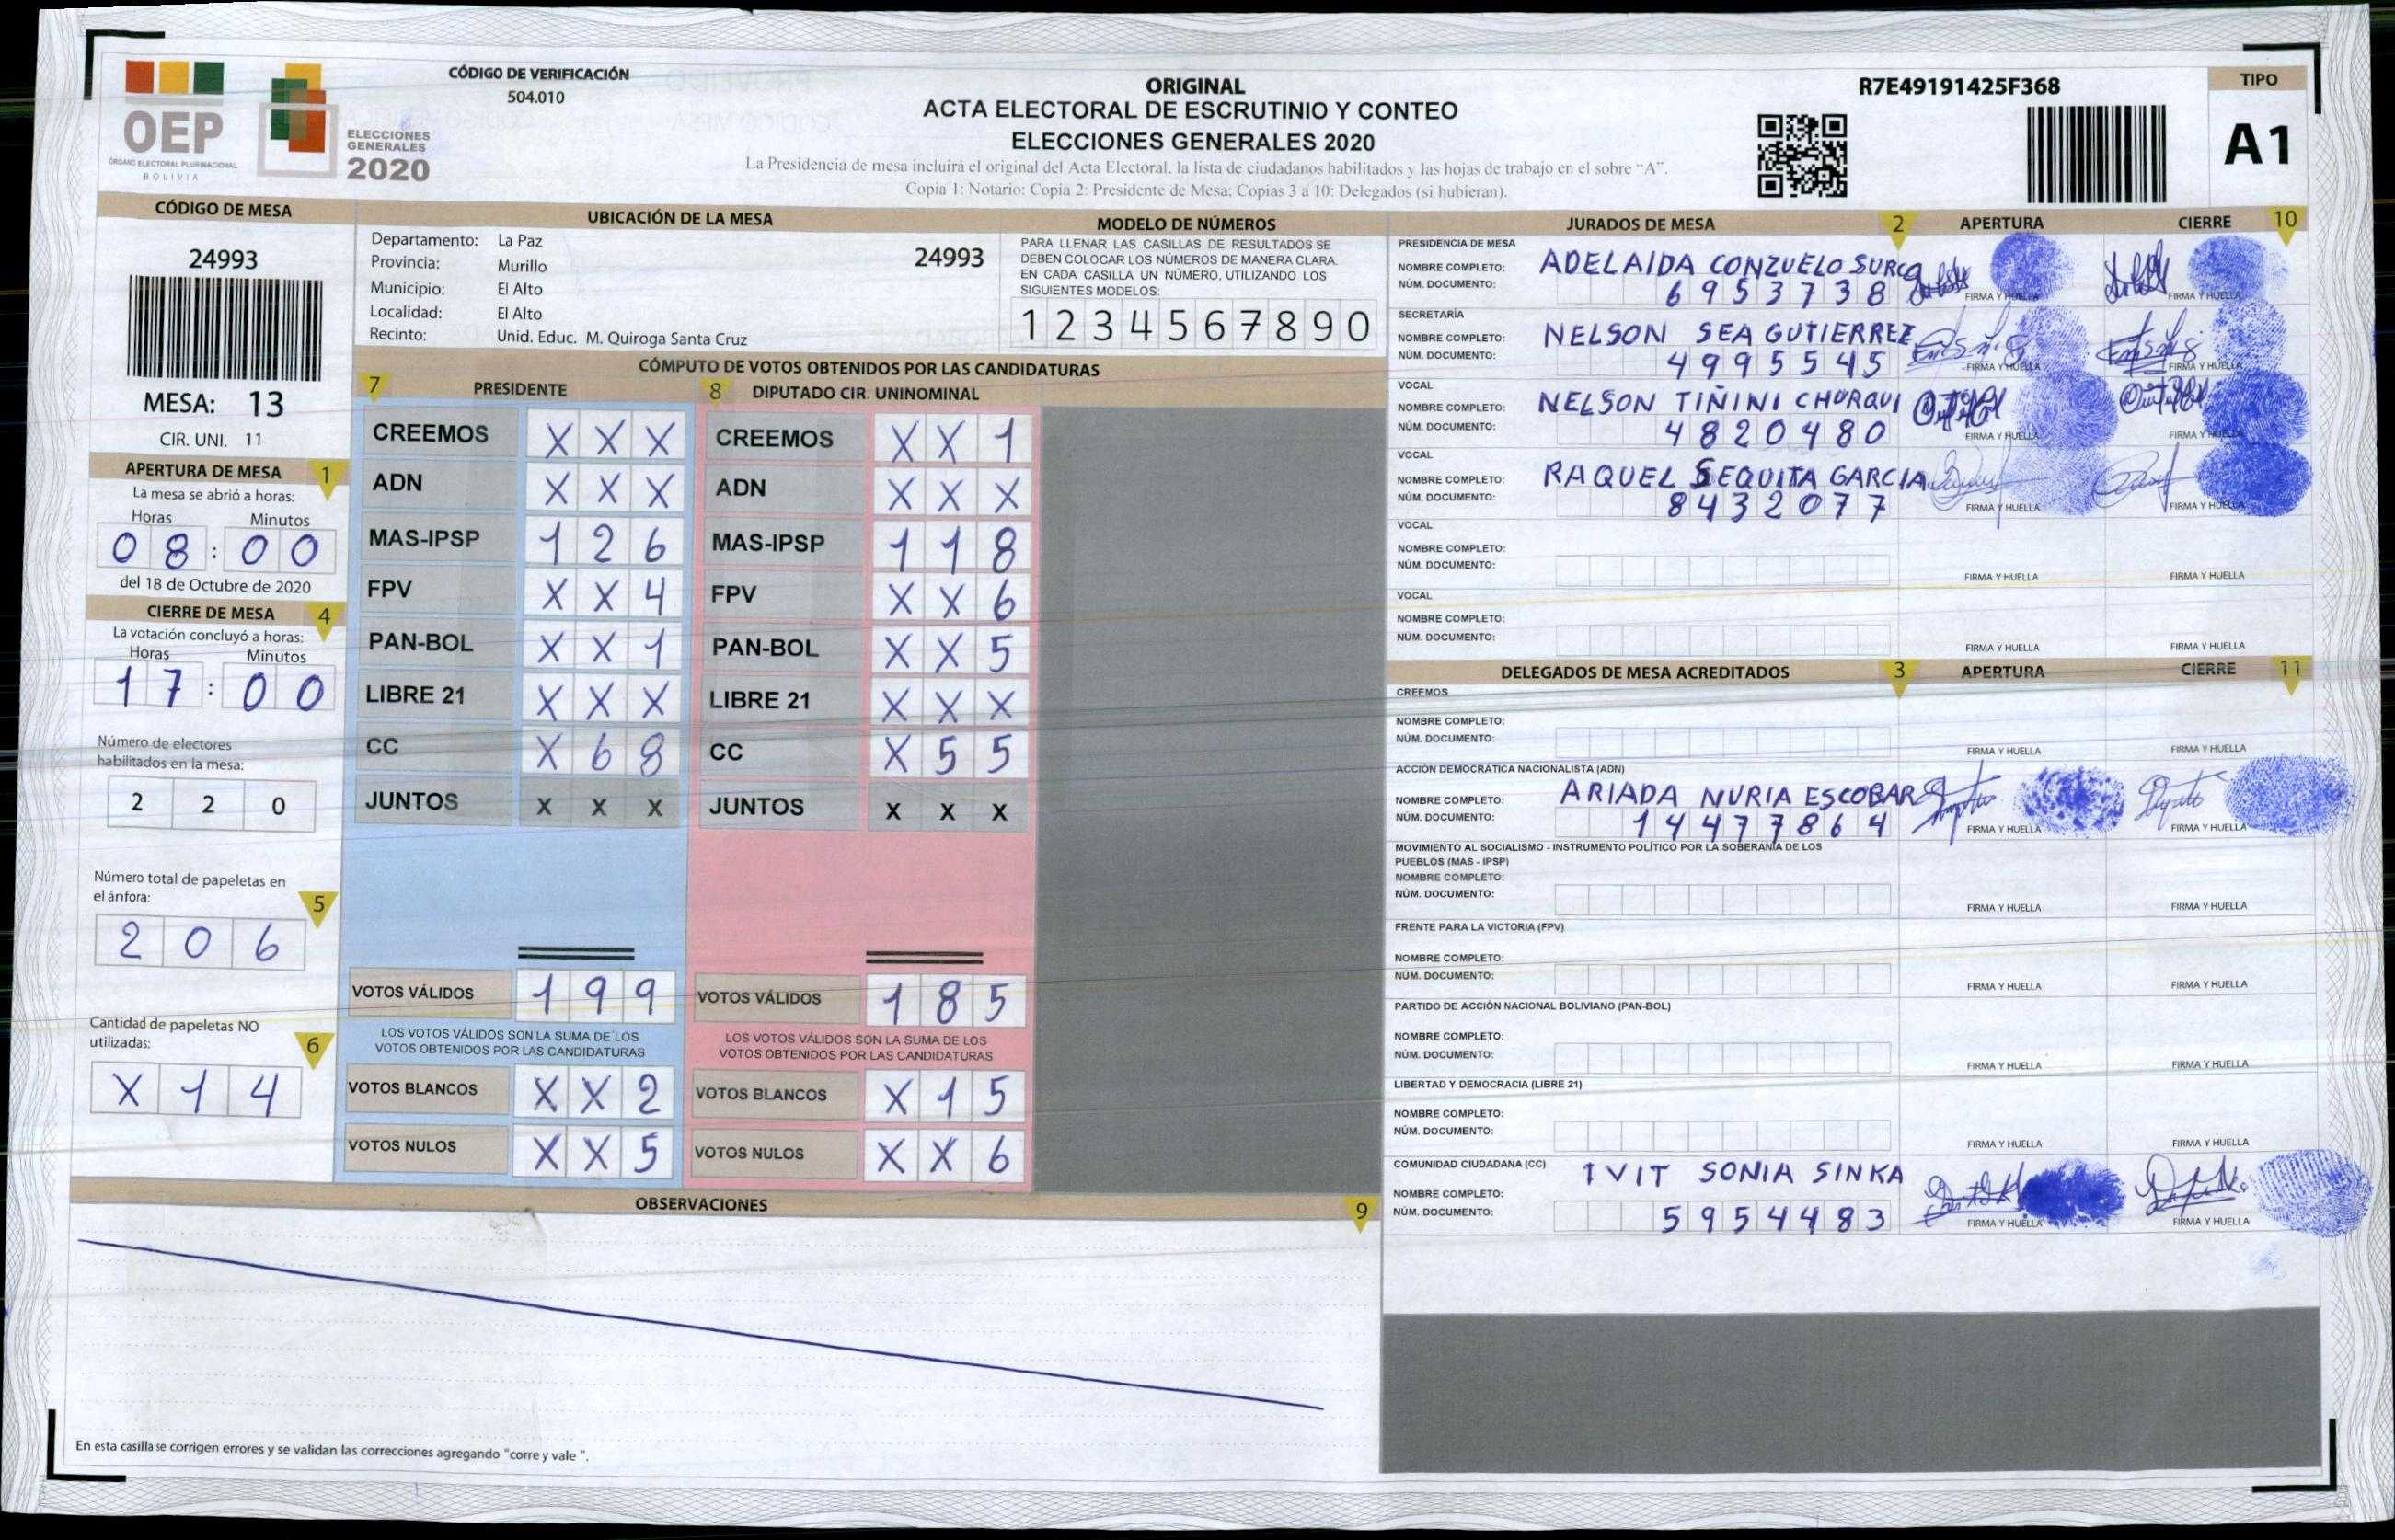 CÓDIGO DE VERIFICACIÓN
504.010
OEP
ÓRGANO ELECTORAL PLURINACIONAL
BOLIVIA
ELECCIONES
GENERALES
2020
ORIGINAL
ACTA ELECTORAL DE ESCRUTINIO Y CONTEO
ELECCIONES GENERALES 2020
La Presidencia de mesa incluirá el original del Acta Electoral, la lista de ciudadanos habilitados y las hojas de trabajo en el sobre “A”.
Copia 1: Notario: Copia 2: Presidente de Mesa: Copias 3 a 10: Delegados (si hubieran).
R7E49191425F368
TIPO
A1
CÓDIGO DE MESA
24993
MESA: 13
CIR. UNI. 11
APERTURA DE MESA 1
La mesa se abrió a horas:
Horas Minutos
08:00
del 18 de Octubre de 2020
CIERRE DE MESA 4
La votación concluyó a horas:
Horas Minutos
17:00
Número de electores
habilitados en la mesa:
2 2 0
Número total de papeletas en
el ánfora: 5
2 0 6
Cantidad de papeletas NO
utilizadas: 6
X 1 4
UBICACIÓN DE LA MESA
Departamento: La Paz 24993
Provincia: Murillo
Municipio: El Alto
Localidad: El Alto
Recinto: Unid. Educ. M. Quiroga Santa Cruz
MODELO DE NÚMEROS
PARA LLENAR LAS CASILLAS DE RESULTADOS SE
DEBEN COLOCAR LOS NÚMEROS DE MANERA CLARA.
EN CADA CASILLA UN NÚMERO, UTILIZANDO LOS
SIGUIENTES MODELOS:
1 2 3 4 5 6 7 8 9 0
CÓMPUTO DE VOTOS OBTENIDOS POR LAS CANDIDATURAS
7 PRESIDENTE
CREEMOS X X X
ADN X X X
MAS-IPSP 1 2 6
FPV X X 4
PAN-BOL X X 1
LIBRE 21 X X X
CC X 6 8
JUNTOS X X X
VOTOS VÁLIDOS 1 9 9
LOS VOTOS VÁLIDOS SON LA SUMA DE LOS
VOTOS OBTENIDOS POR LAS CANDIDATURAS
VOTOS BLANCOS X X 2
VOTOS NULOS X X 5
8 DIPUTADO CIR. UNINOMINAL
CREEMOS X X 1
ADN X X X
MAS-IPSP 1 1 8
FPV X X 6
PAN-BOL X X 5
LIBRE 21 X X X
CC X 5 5
JUNTOS X X X
VOTOS VÁLIDOS 1 8 5
LOS VOTOS VÁLIDOS SON LA SUMA DE LOS
VOTOS OBTENIDOS POR LAS CANDIDATURAS
VOTOS BLANCOS X 1 5
VOTOS NULOS X X 6
OBSERVACIONES 9
En esta casilla se corrigen errores y se validan las correcciones agregando "corre y vale ".
JURADOS DE MESA 2 APERTURA CIERRE 10
PRESIDENCIA DE MESA
NOMBRE COMPLETO: ADELAIDA CONZUELO SURCO
NÚM. DOCUMENTO: 6953738 FIRMA Y HUELLA FIRMA Y HUELLA
SECRETARÍA
NOMBRE COMPLETO: NELSON SEA GUTIERREZ
NÚM. DOCUMENTO: 4995545 FIRMA Y HUELLA FIRMA Y HUELLA
VOCAL
NOMBRE COMPLETO: NELSON TIÑINI CHURQUI
NÚM. DOCUMENTO: 4820480 FIRMA Y HUELLA FIRMA Y HUELLA
VOCAL
NOMBRE COMPLETO: RAQUEL SEQUITA GARCIA
NÚM. DOCUMENTO: 8432077 FIRMA Y HUELLA FIRMA Y HUELLA
VOCAL
NOMBRE COMPLETO:
NÚM. DOCUMENTO: FIRMA Y HUELLA FIRMA Y HUELLA
VOCAL
NOMBRE COMPLETO:
NÚM. DOCUMENTO: FIRMA Y HUELLA FIRMA Y HUELLA
DELEGADOS DE MESA ACREDITADOS 3 APERTURA CIERRE 11
CREEMOS
NOMBRE COMPLETO:
NÚM. DOCUMENTO: FIRMA Y HUELLA FIRMA Y HUELLA
ACCIÓN DEMOCRÁTICA NACIONALISTA (ADN)
NOMBRE COMPLETO: ARIADA NURIA ESCOBAR
NÚM. DOCUMENTO: 14477864 FIRMA Y HUELLA FIRMA Y HUELLA
MOVIMIENTO AL SOCIALISMO - INSTRUMENTO POLÍTICO POR LA SOBERANÍA DE LOS
PUEBLOS (MAS - IPSP)
NOMBRE COMPLETO:
NÚM. DOCUMENTO: FIRMA Y HUELLA FIRMA Y HUELLA
FRENTE PARA LA VICTORIA (FPV)
NOMBRE COMPLETO:
NÚM. DOCUMENTO: FIRMA Y HUELLA FIRMA Y HUELLA
PARTIDO DE ACCIÓN NACIONAL BOLIVIANO (PAN-BOL)
NOMBRE COMPLETO:
NÚM. DOCUMENTO: FIRMA Y HUELLA FIRMA Y HUELLA
LIBERTAD Y DEMOCRACIA (LIBRE 21)
NOMBRE COMPLETO:
NÚM. DOCUMENTO: FIRMA Y HUELLA FIRMA Y HUELLA
COMUNIDAD CIUDADANA (CC) IVIT SONIA SINKA
NOMBRE COMPLETO:
NÚM. DOCUMENTO: 5954483 FIRMA Y HUELLA FIRMA Y HUELLA